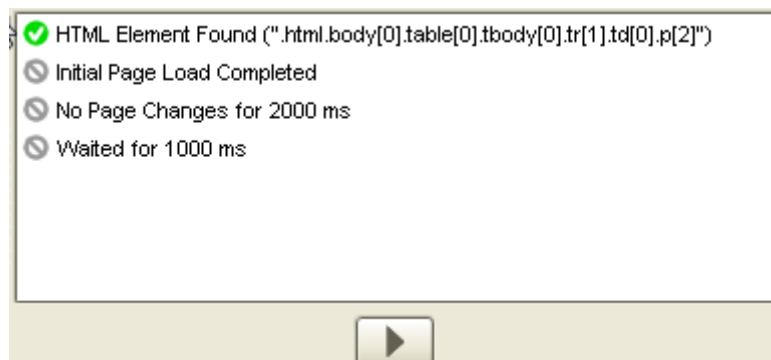 HTML Element Found (".html.body[0].table[0].tbody[0].tr[1].td[0].p[2]")
Initial Page Load Completed
No Page Changes for 2000 ms
Waited for 1000 ms